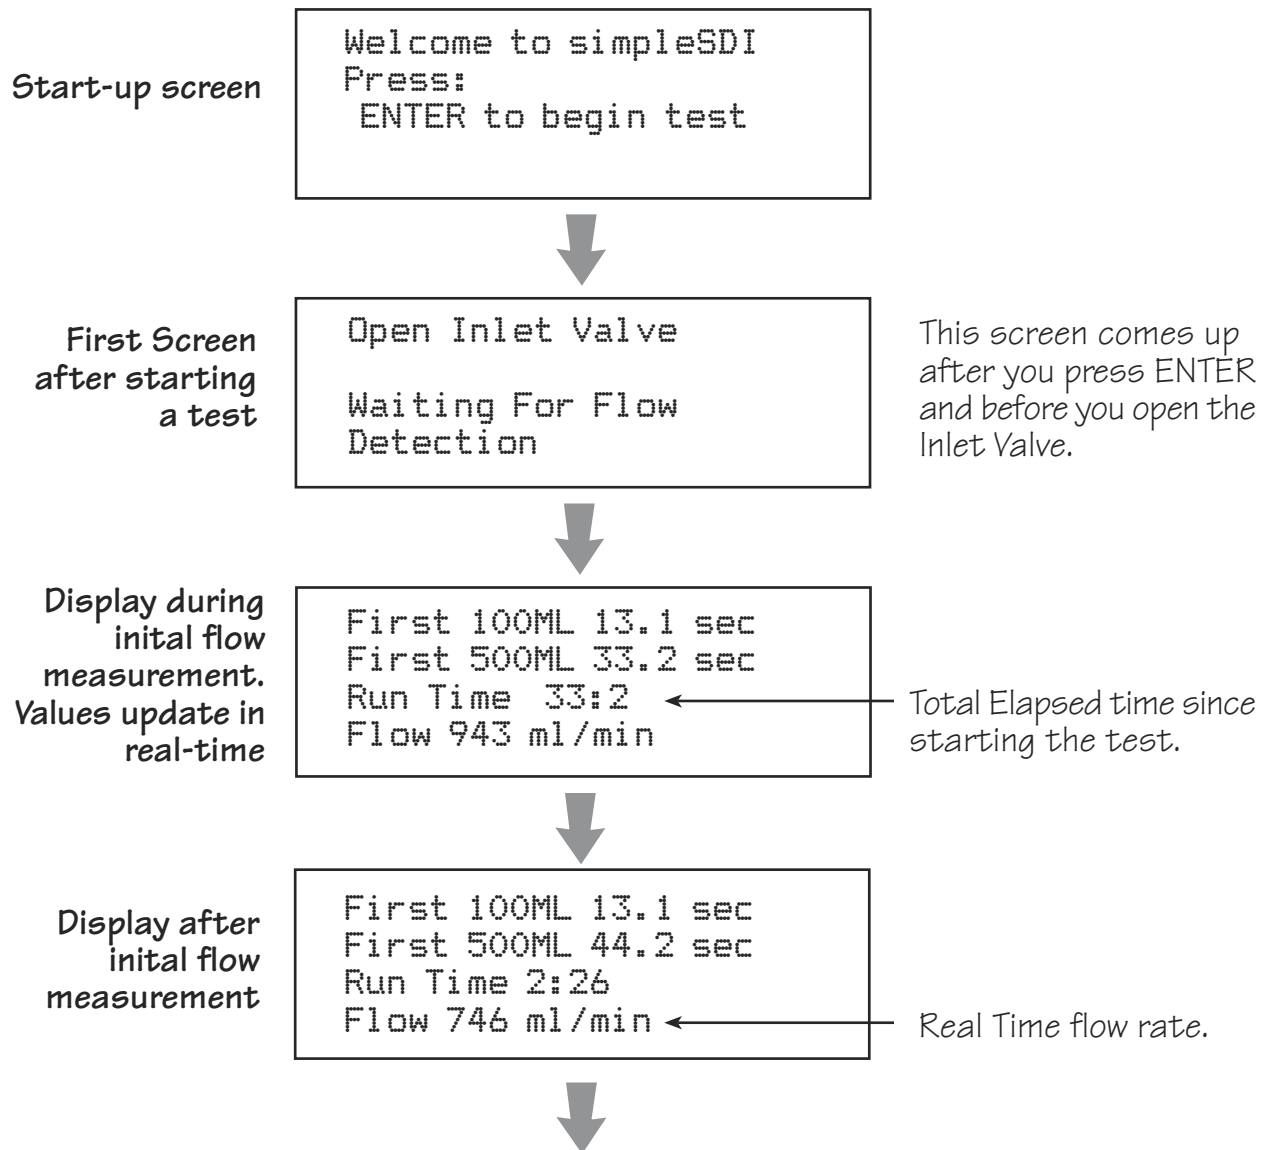 Start-up screen
Welcome to simpleSDI
Press:
ENTER to begin test
First Screen
after starting
a test
Open Inlet Valve
Waiting For Flow
Detection
This screen comes up
after you press ENTER
and before you open the
Inlet Valve.
Display during
inital flow
measurement.
Values update in
real-time
First 100ML 13.1 sec
First 500ML 33.2 sec
Run Time 33:2
Flow 943 ml/min
Total Elapsed time since
starting the test.
Display after
inital flow
measurement
First 100ML 13.1 sec
First 500ML 44.2 sec
Run Time 2:26
Flow 746 ml/min
Real Time flow rate.